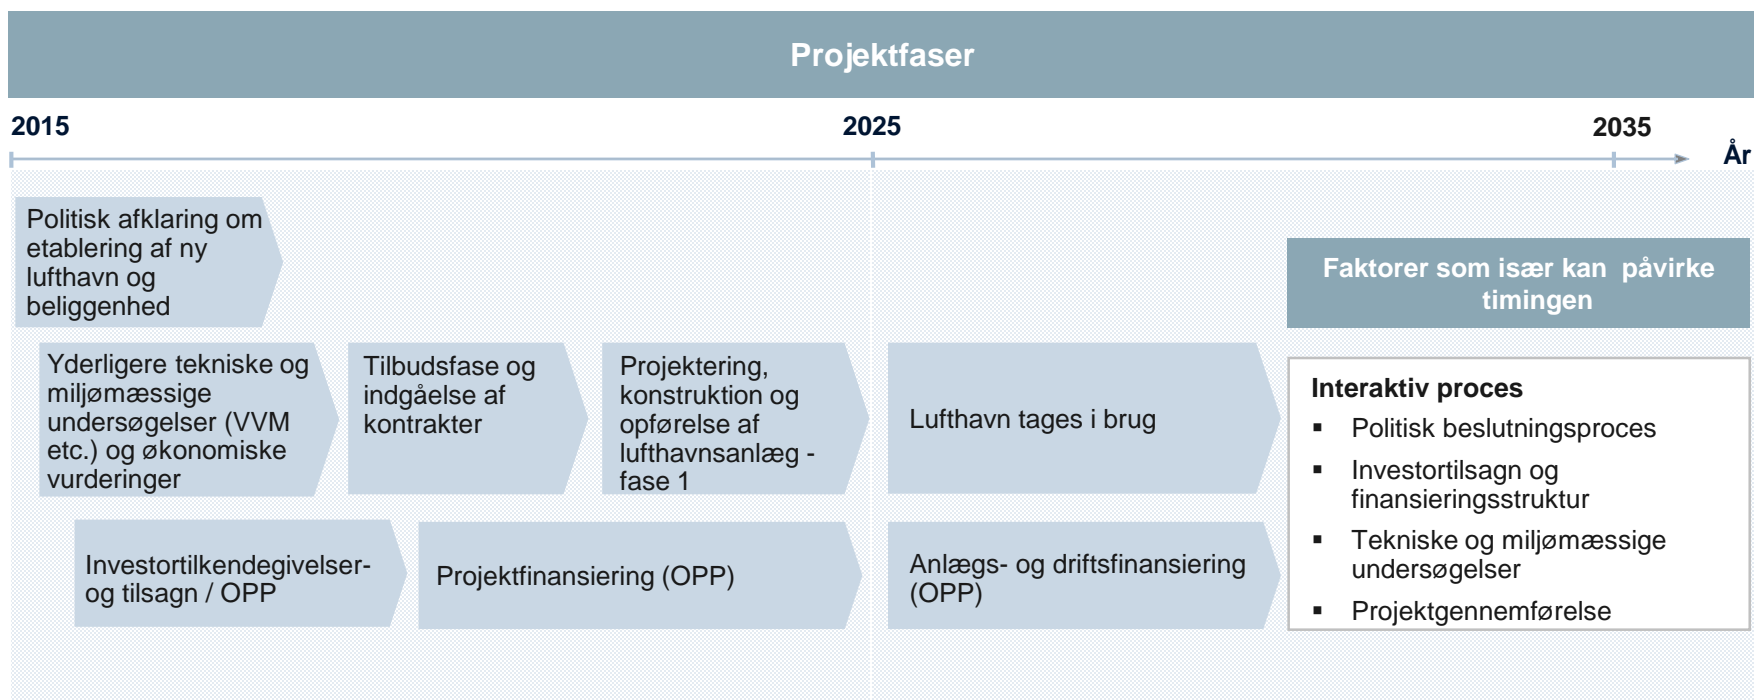 Projektfaser
2015
2025
2035
År
Politisk afklaring om
etablering af ny
lufthavn og
beliggenhed
Yderligere tekniske og
miljømæssige
undersøgelser (VVM
etc.) og økonomiske
vurderinger
Tilbudsfase og
indgåelse af
kontrakter
Projektering,
konstruktion og
opførelse af
lufthavnsanlæg -
fase 1
Lufthavn tages i brug
Investortilkendegivelser-
og tilsagn / OPP
Projektfinansiering (OPP)
Anlægs- og driftsfinansiering
(OPP)
Faktorer som især kan  påvirke
timingen
Interaktiv proces
▪ Politisk beslutningsproces
▪ Investortilsagn og
finansieringsstruktur
▪ Tekniske og miljømæssige
undersøgelser
▪ Projektgennemførelse